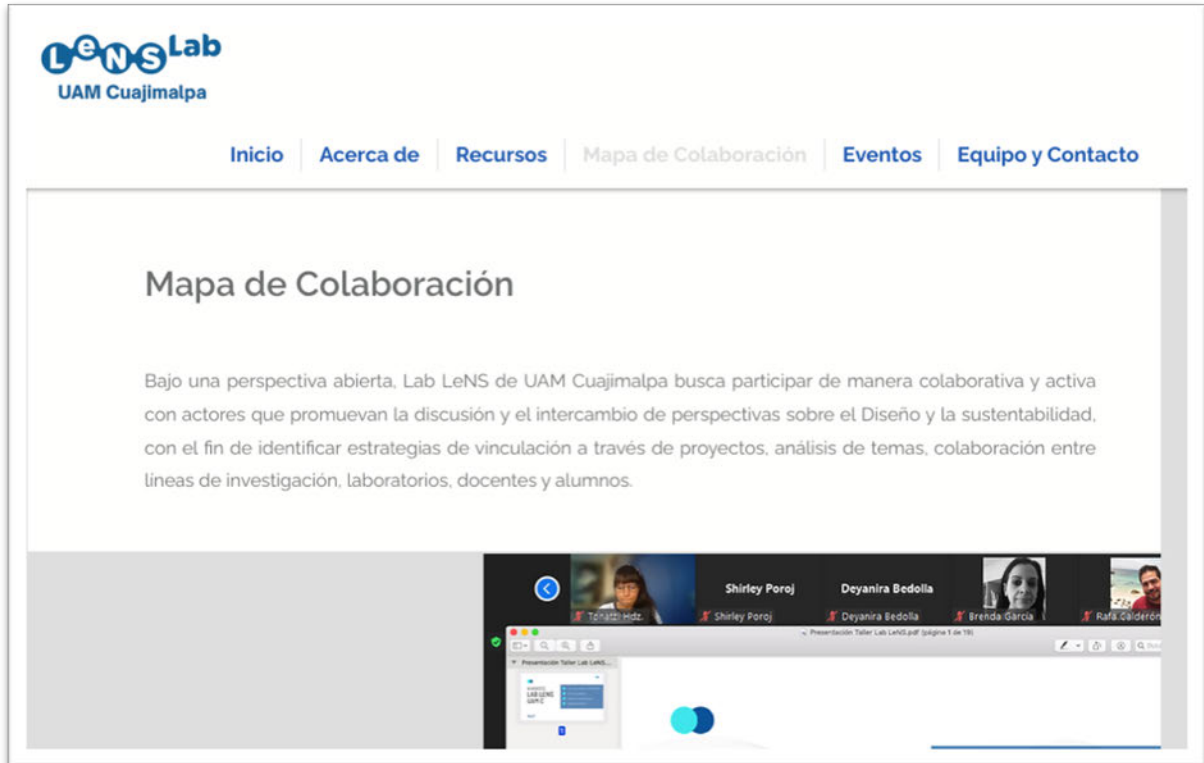 LeNSLab
UAM Cuajimalpa
Inicio Acerca de Recursos Mapa de Colaboración Eventos Equipo y Contacto
Mapa de Colaboración
Bajo una perspectiva abierta, Lab LeNS de UAM Cuajimalpa busca participar de manera colaborativa y activa
con actores que promuevan la discusión y el intercambio de perspectivas sobre el Diseño y la sustentabilidad,
con el fin de identificar estrategias de vinculación a través de proyectos, análisis de temas, colaboración entre
líneas de investigación, laboratorios, docentes y alumnos.
Shirley Poroj Deyanira Bedolla
Tonatzi Hdz. Shirley Poroj Deyanira Bedolla Brenda García Rafa Calderón
Presentación Taller Lab LeNS.pdf (página 1 de 19)
Presentación Taller Lab LeNS...
LAB LENS
UAM C
1